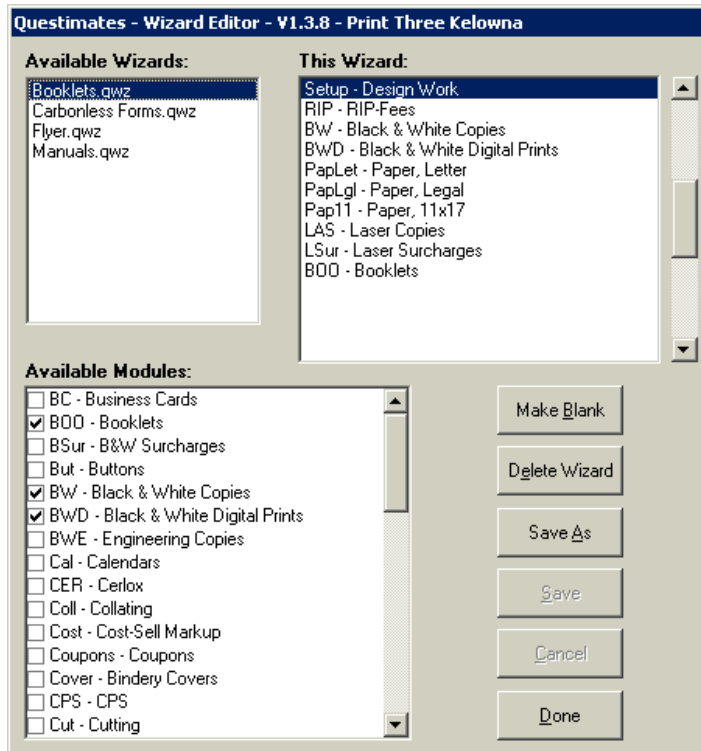 Questimates - Wizard Editor - V1.3.8 - Print Three Kelowna
Available Wizards:
Booklets.qwz
Carbonless Forms.qwz
Flyer.qwz
Manuals.qwz
This Wizard:
Setup - Design Work
RIP - RIP-Fees
BW - Black & White Copies
BWD - Black & White Digital Prints
PapLet - Paper, Letter
PapLgl - Paper, Legal
Pap11 - Paper, 11x17
LAS - Laser Copies
LSur - Laser Surcharges
BOO - Booklets
Available Modules:
BC - Business Cards
BOO - Booklets
BSur - B&W Surcharges
But - Buttons
BW - Black & White Copies
BWD - Black & White Digital Prints
BWE - Engineering Copies
Cal - Calendars
CER - Cerlox
Coll - Collating
Cost - Cost-Sell Markup
Coupons - Coupons
Cover - Bindery Covers
CPS - CPS
Cut - Cutting
Make Blank
Delete Wizard
Save As
Save
Cancel
Done